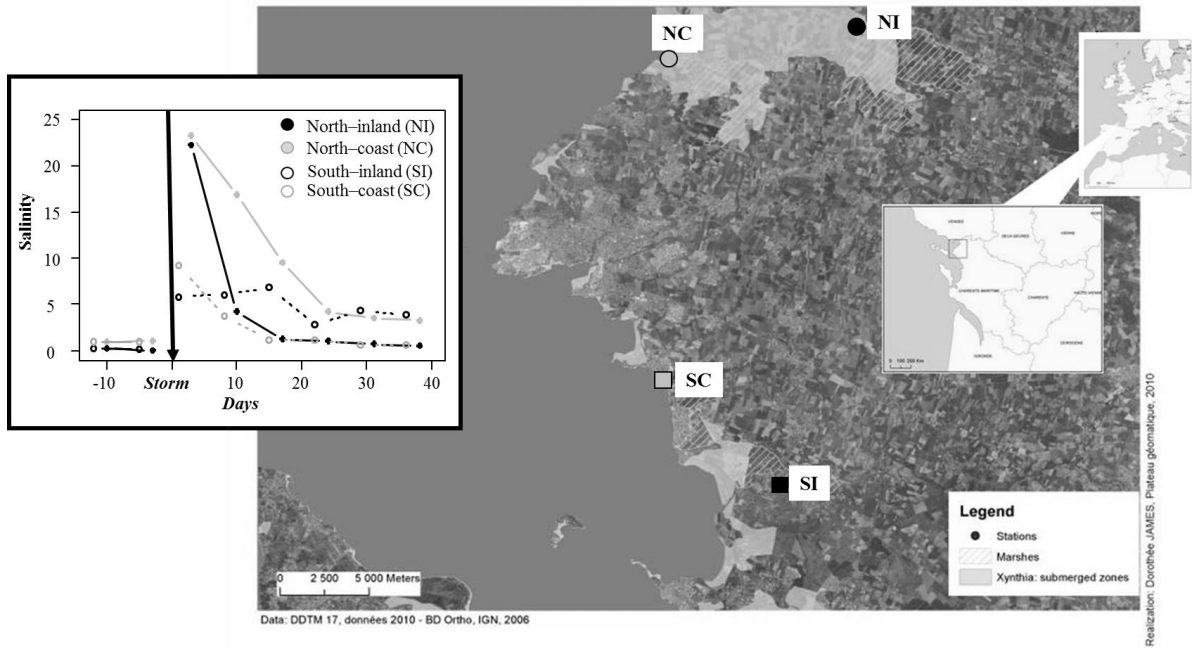 NC
NI
25
20
15
10
5
0
Salinity
North–inland (NI)
North–coast (NC)
South–inland (SI)
South–coast (SC)
-10
Storm
10
20
30
40
Days
VENDEE
DEUX-SEVRES
VIENNE
CHARENTE-MARITIME
CHARENTE
GIRONDE
DORDOGNE
SC
SI
Legend
Stations
Marshes
Xynthia: submerged zones
0 2 500 5 000 Meters
Data: DDTM 17, données 2010 - BD Ortho, IGN, 2006
Realization: Dorothée JAMES, Plateau géomatique, 2010